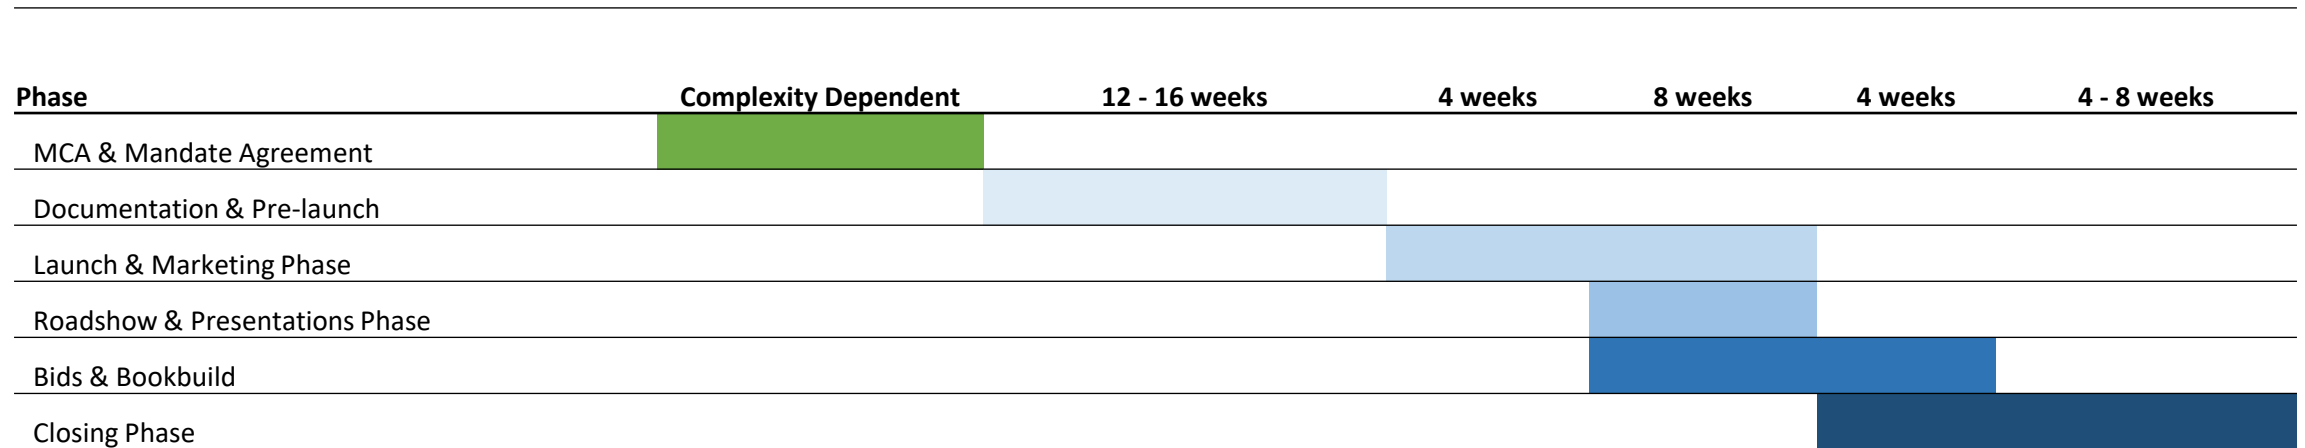 Phase Complexity Dependent 12 - 16 weeks 4 weeks 8 weeks 4 weeks 4 - 8 weeks
MCA & Mandate Agreement
Documentation & Pre-launch
Launch & Marketing Phase
Roadshow & Presentations Phase
Bids & Bookbuild
Closing Phase